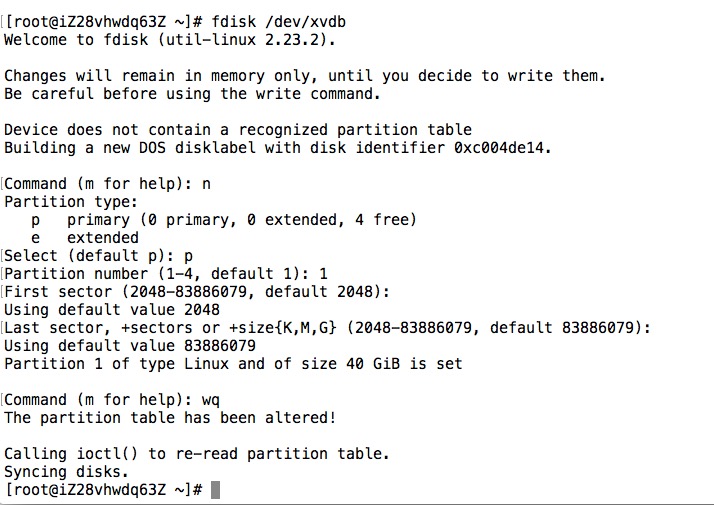 [root@iZ28vhwdq63Z ~]# fdisk /dev/xvdb
Welcome to fdisk (util-linux 2.23.2).

Changes will remain in memory only, until you decide to write them.
Be careful before using the write command.

Device does not contain a recognized partition table
Building a new DOS disklabel with disk identifier 0xc004de14.

Command (m for help): n
Partition type:
   p   primary (0 primary, 0 extended, 4 free)
   e   extended
Select (default p): p
Partition number (1-4, default 1): 1
First sector (2048-83886079, default 2048):
Using default value 2048
Last sector, +sectors or +size{K,M,G} (2048-83886079, default 83886079):
Using default value 83886079
Partition 1 of type Linux and of size 40 GiB is set

Command (m for help): wq
The partition table has been altered!

Calling ioctl() to re-read partition table.
Syncing disks.
[root@iZ28vhwdq63Z ~]#